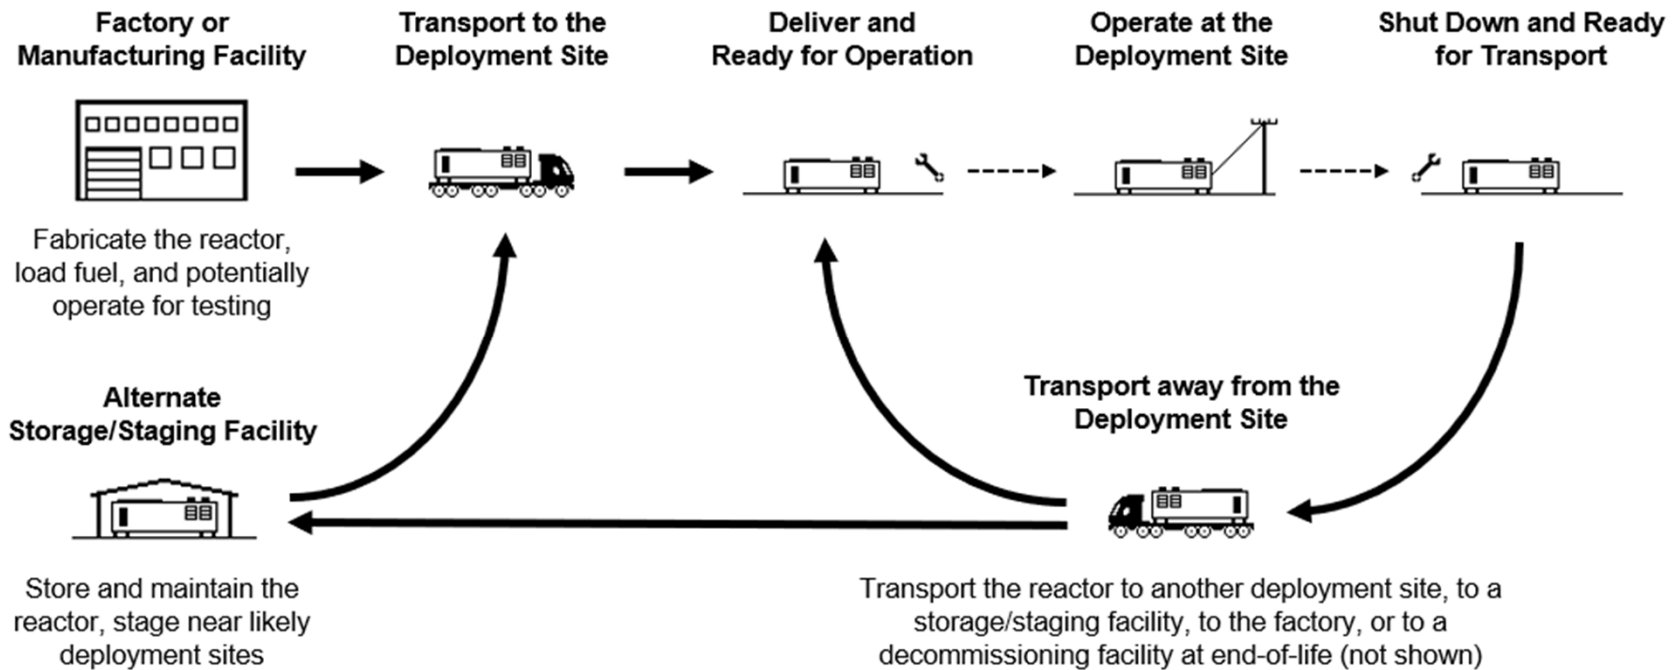 Factory or
Manufacturing Facility
Transport to the
Deployment Site
Deliver and
Ready for Operation
Operate at the
Deployment Site
Shut Down and Ready
for Transport
Fabricate the reactor,
load fuel, and potentially
operate for testing
Alternate
Storage/Staging Facility
Transport away from the
Deployment Site
Store and maintain the
reactor, stage near likely
deployment sites
Transport the reactor to another deployment site, to a
storage/staging facility, to the factory, or to a
decommissioning facility at end-of-life (not shown)